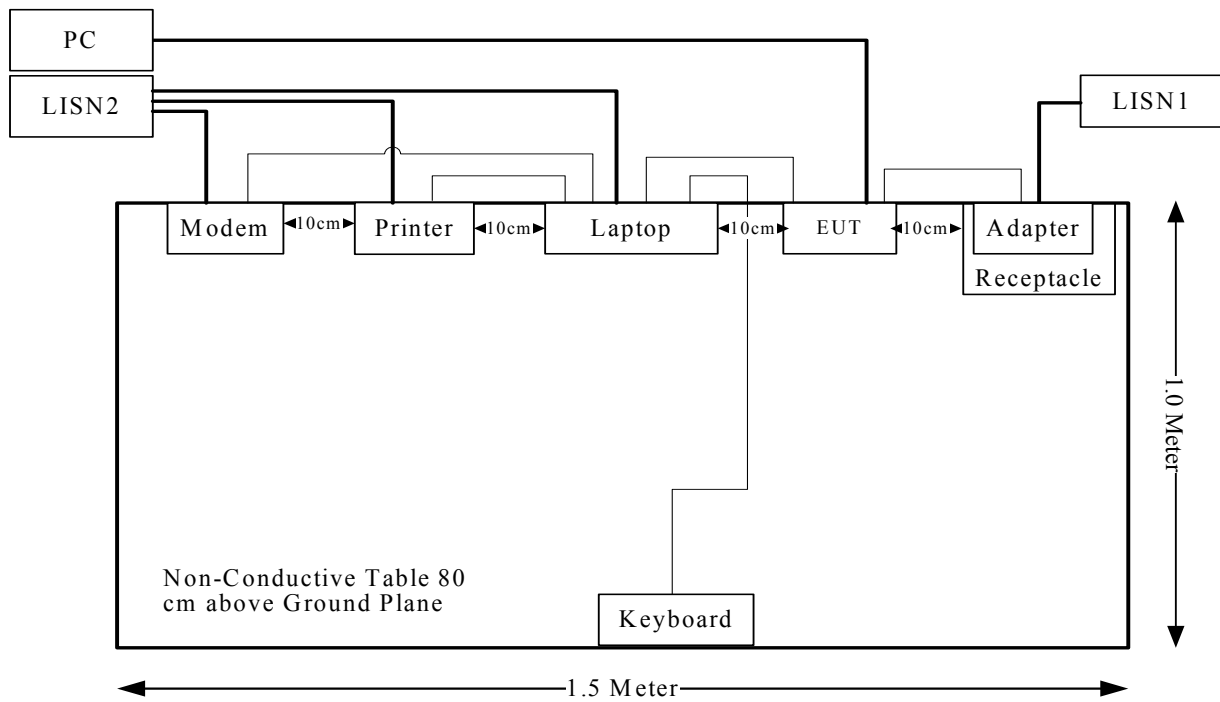 PC
LISN2
LISN1
Modem
10cm
Printer
10cm
Laptop
10cm
EUT
10cm
Adapter
Receptacle
1.0 Meter
Non-Conductive Table 80
cm above Ground Plane
Keyboard
1.5 Meter